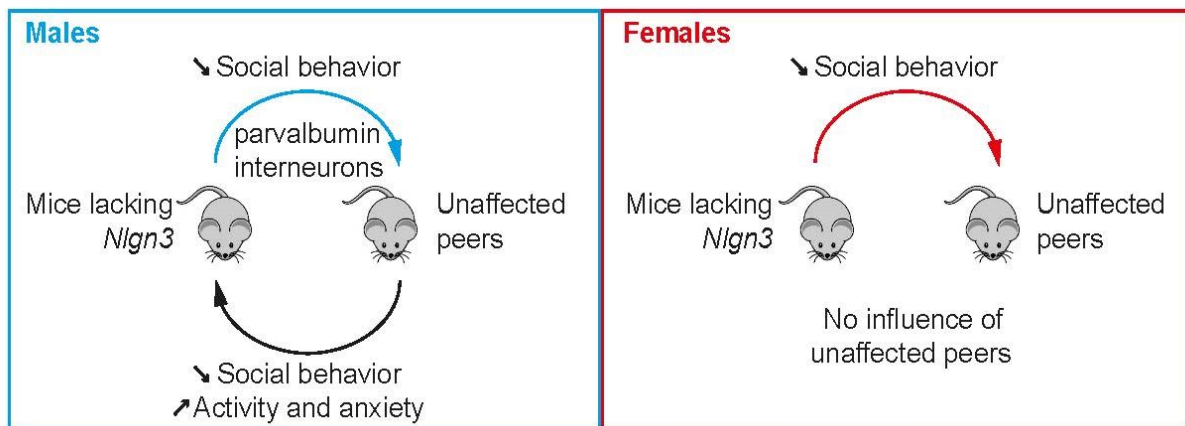 Males
↘ Social behavior
parvalbumin
interneurons
Mice lacking
Nlgn3
Unaffected
peers
↘ Social behavior
↗ Activity and anxiety
Females
↘ Social behavior
Mice lacking
Nlgn3
Unaffected
peers
No influence of
unaffected peers